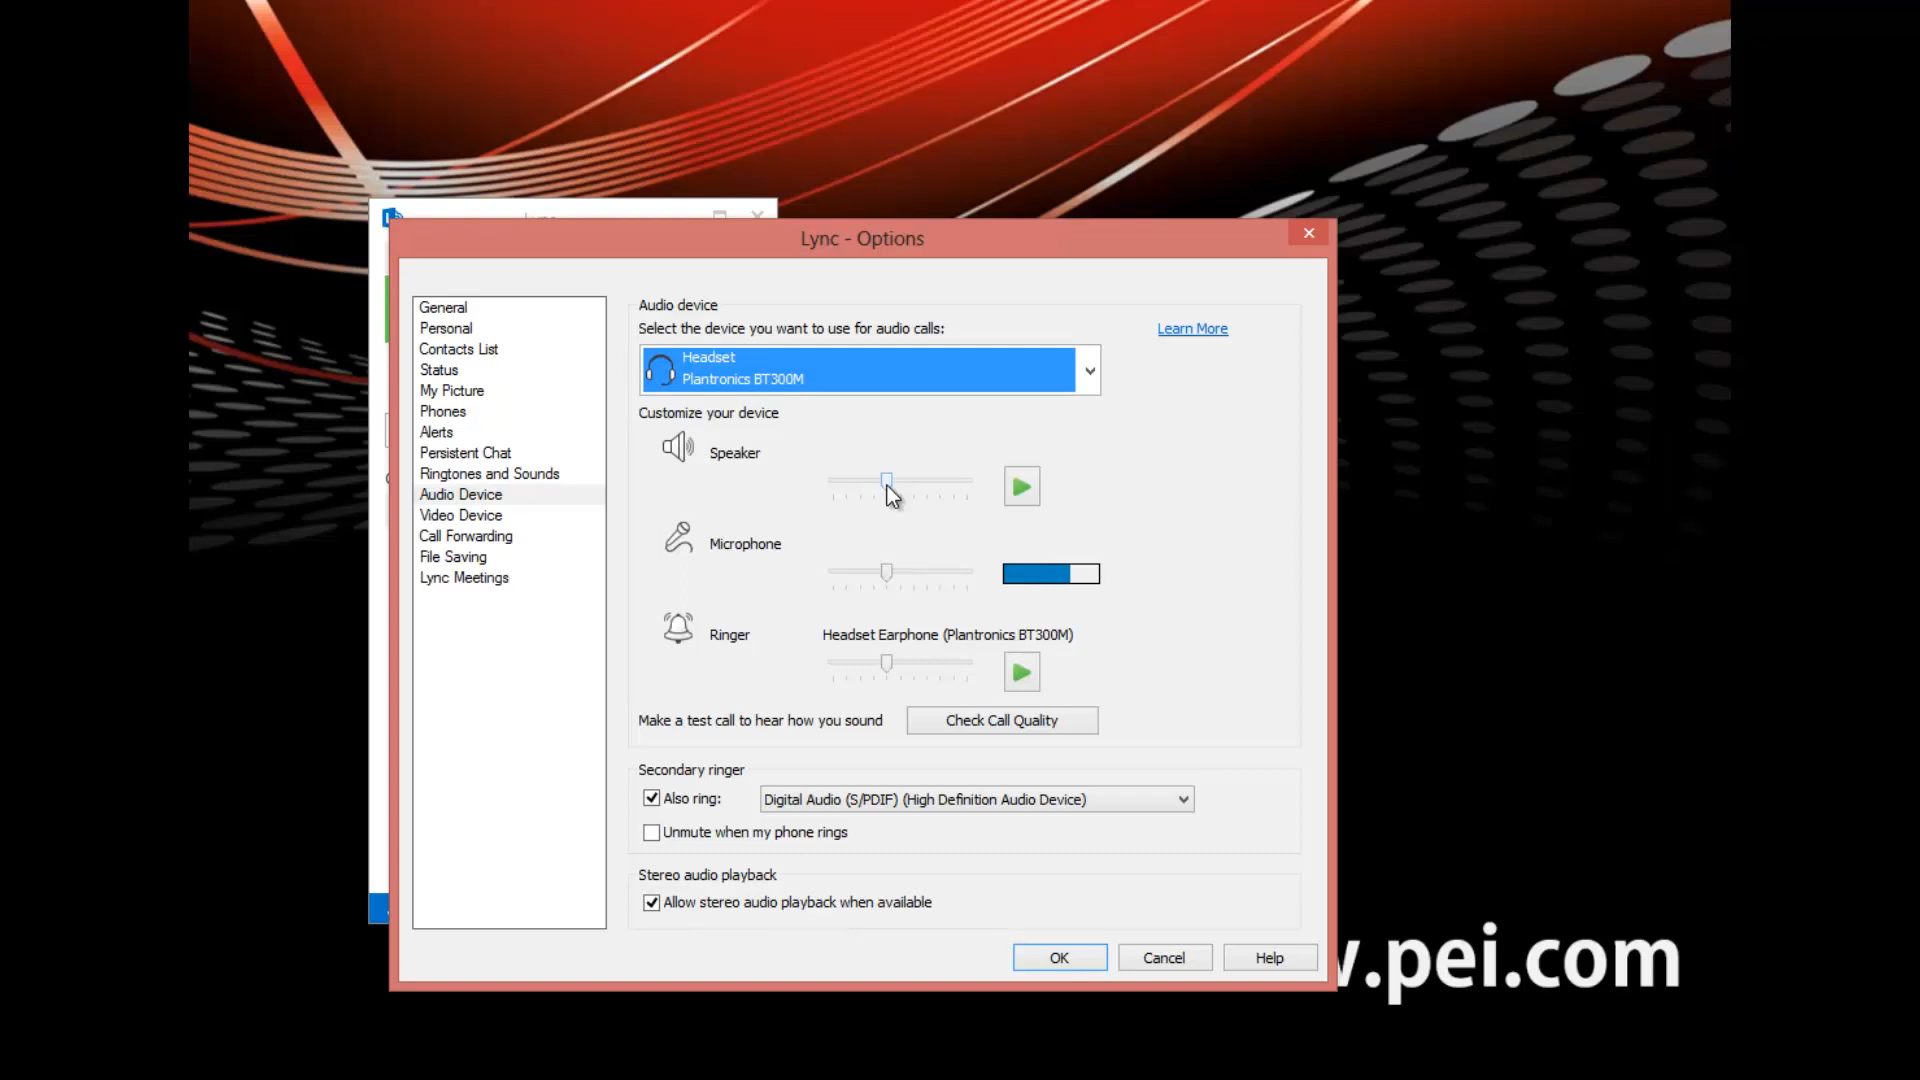 Lync
Lync - Options
General
Personal
Contacts List
Status
My Picture
Phones
Alerts
Persistent Chat
Ringtones and Sounds
Audio Device
Video Device
Call Forwarding
File Saving
Lync Meetings
Audio device
Select the device you want to use for audio calls:
Learn More
Headset
Plantronics BT300M
Customize your device
Speaker
Microphone
Ringer
Headset Earphone (Plantronics BT300M)
Make a test call to hear how you sound
Check Call Quality
Secondary ringer
Also ring:
Digital Audio (S/PDIF) (High Definition Audio Device)
Unmute when my phone rings
Stereo audio playback
Allow stereo audio playback when available
OK
Cancel
Help
.pei.com